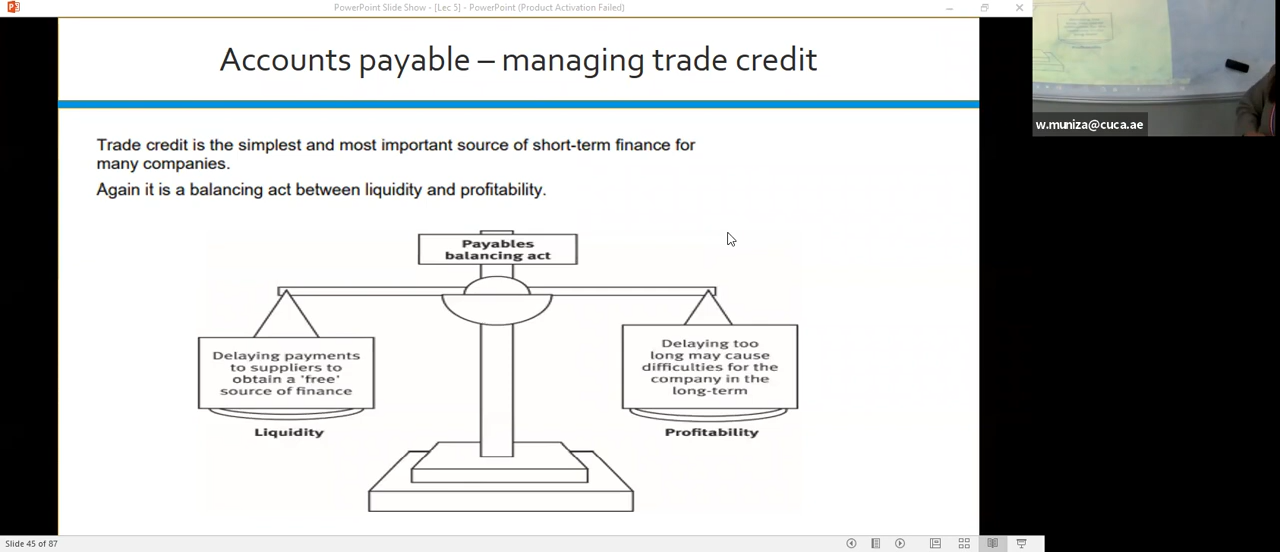 PowerPoint Slide Show - [Lec 5] - PowerPoint (Product Activation Failed)
Accounts payable – managing trade credit
w.muniza@cuca.ae
Trade credit is the simplest and most important source of short-term finance for
many companies.
Again it is a balancing act between liquidity and profitability.
Payables
balancing act
Delaying payments
to suppliers to
obtain a 'free'
source of finance
Liquidity
Delaying too
long may cause
difficulties for the
company in the
long-term
Profitability
Slide 45 of 87